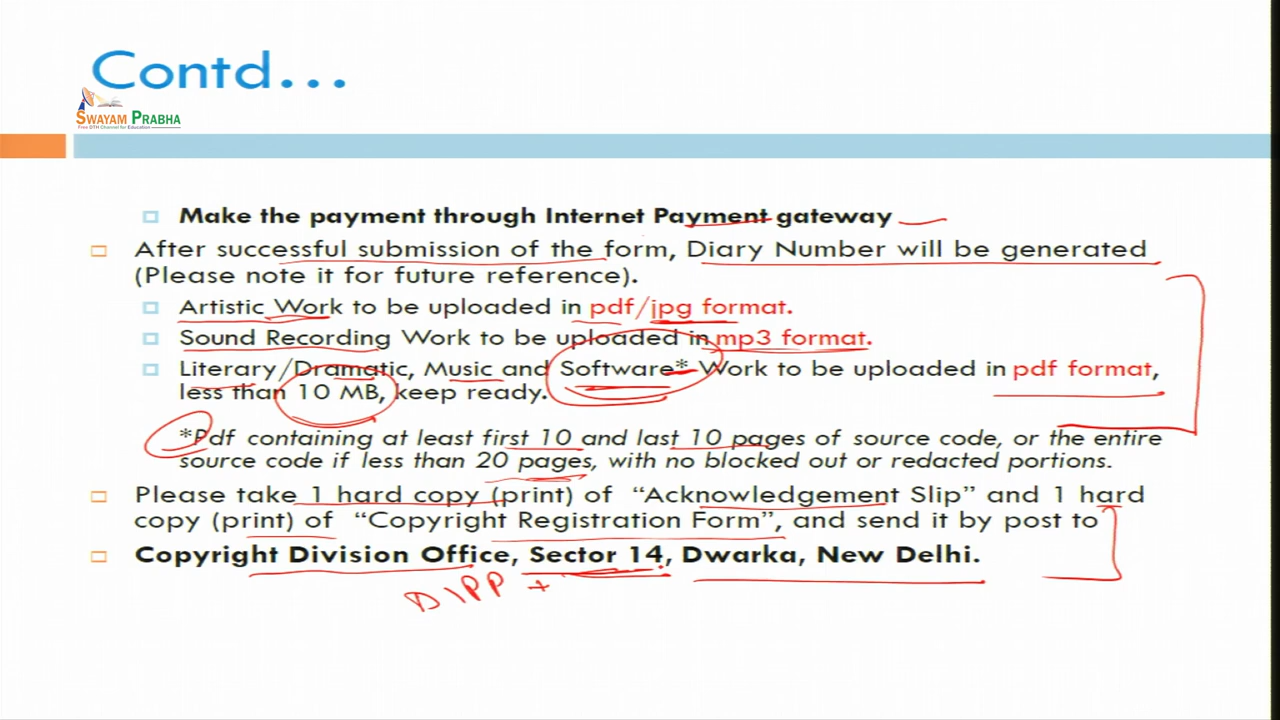 Contd...
SWAYAM PRABHA
Free DTH Channel for Education
Make the payment through Internet Payment gateway
After successful submission of the form, Diary Number will be generated
(Please note it for future reference).
Artistic Work to be uploaded in pdf/jpg format.
Sound Recording Work to be uploaded in mp3 format.
Literary/Dramatic, Music and Software* Work to be uploaded in pdf format,
less than 10 MB, keep ready.
*Pdf containing at least first 10 and last 10 pages of source code, or the entire
source code if less than 20 pages, with no blocked out or redacted portions.
Please take 1 hard copy (print) of "Acknowledgement Slip" and 1 hard
copy (print) of "Copyright Registration Form", and send it by post to
Copyright Division Office, Sector 14, Dwarka, New Delhi.
DIPP +